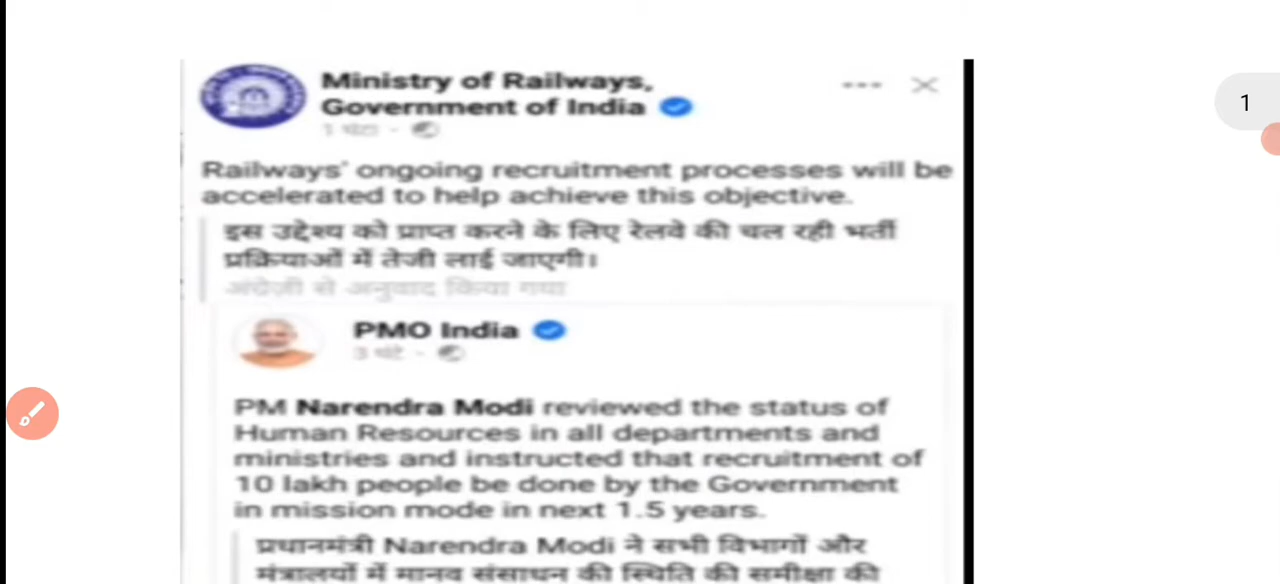 Ministry of Railways,
Government of India
1 घंटा ·
Railways' ongoing recruitment processes will be
accelerated to help achieve this objective.
इस उद्देश्य को प्राप्त करने के लिए रेलवे की चल रही भर्ती
प्रक्रियाओं में तेजी लाई जाएगी।
अंग्रेज़ी से अनुवाद किया गया
PMO India
3 घंटे ·
PM Narendra Modi reviewed the status of
Human Resources in all departments and
ministries and instructed that recruitment of
10 lakh people be done by the Government
in mission mode in next 1.5 years.
प्रधानमंत्री Narendra Modi ने सभी विभागों और
मंत्रालयों में मानव संसाधन की स्थिति की समीक्षा की
1